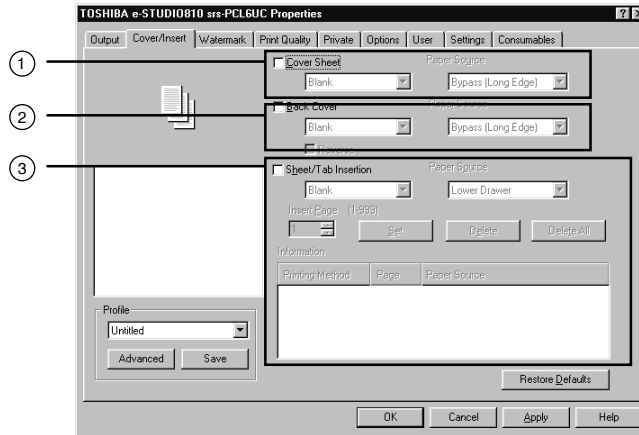 TOSHIBA e-STUDIO810 srs-PCL6UC Properties
Output Cover/Insert Watermark Print Quality Private Options User Settings Consumables
1
Cover Sheet Paper Source
Blank Bypass (Long Edge)
2
Back Cover Paper Source
Blank Bypass (Long Edge)
Reverse
3
Sheet/Tab Insertion Paper Source
Blank Lower Drawer
Insert Page (1-999)
1 Set Delete Delete All
Information
Printing Method Page Paper Source
Profile
Untitled
Advanced Save
Restore Defaults
OK Cancel Apply Help